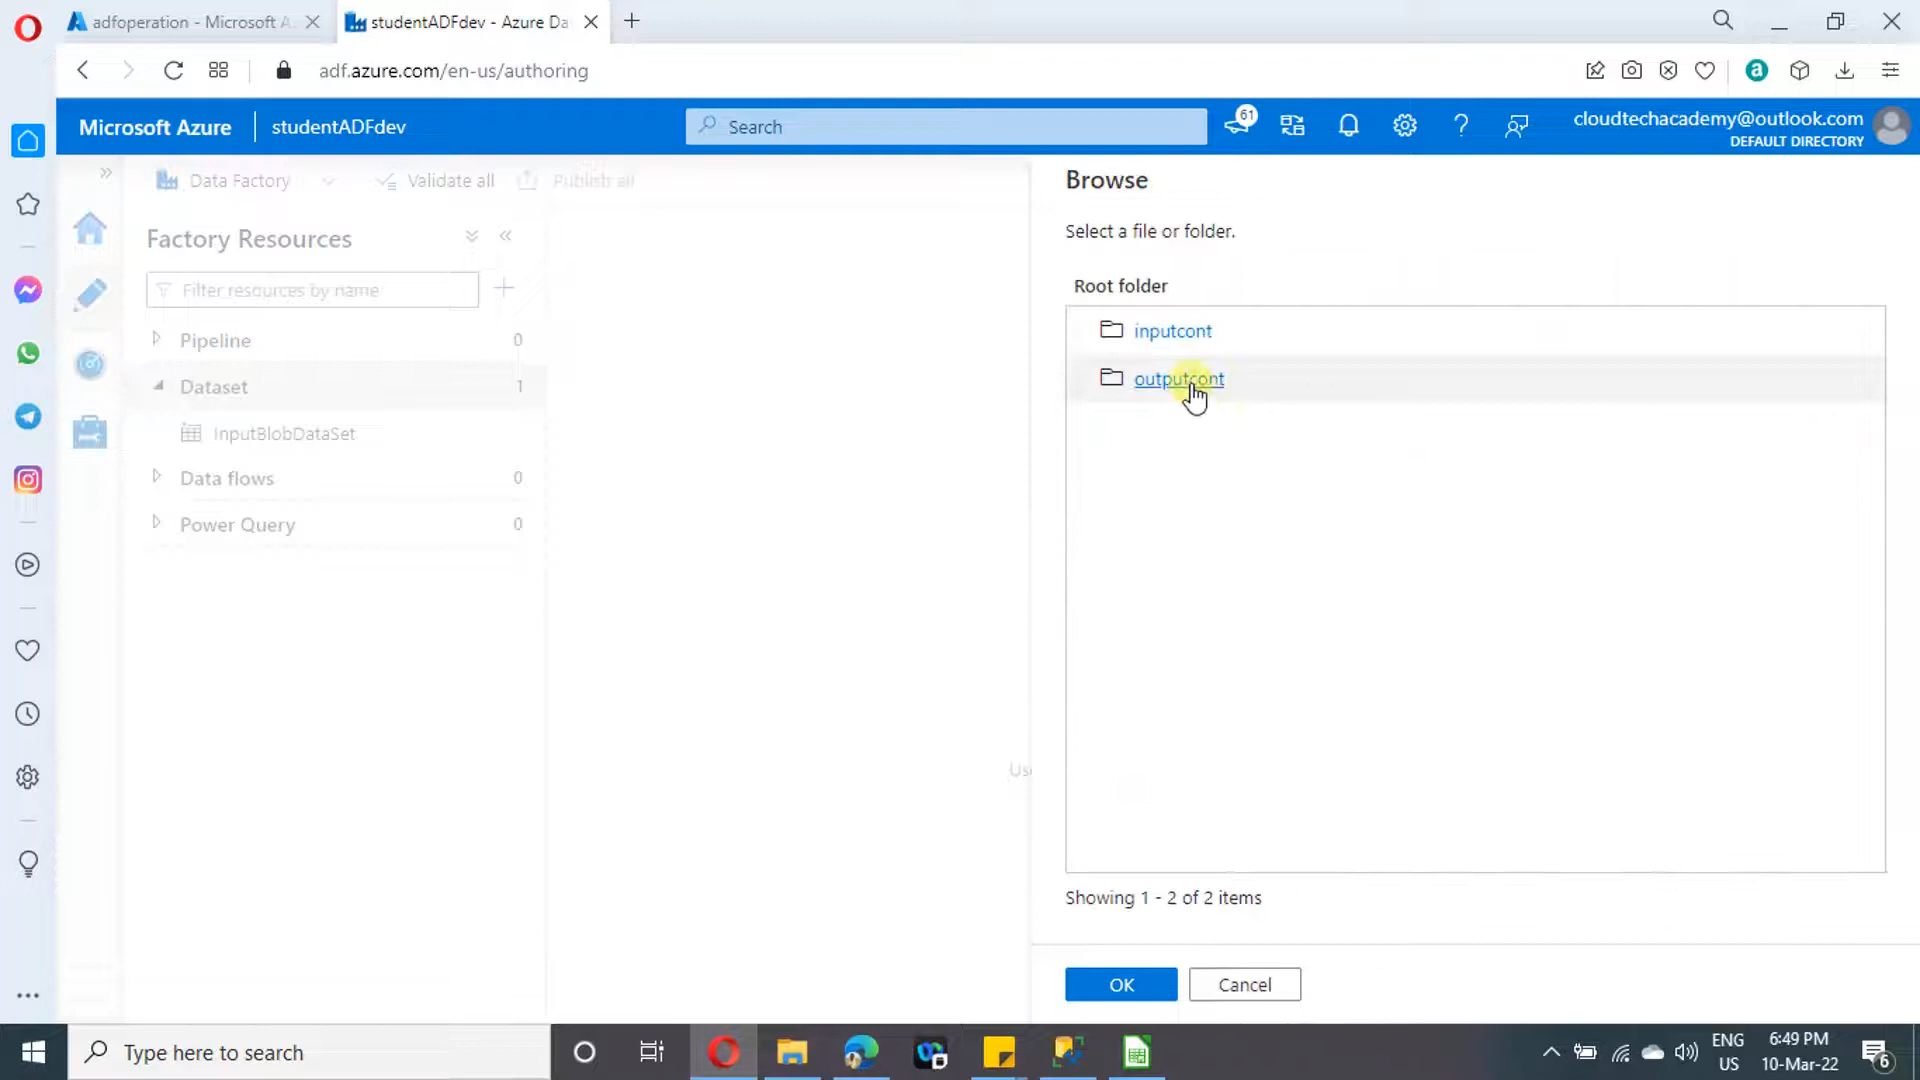 adfoperation - Microsoft A
studentADFdev - Azure Da
adf.azure.com/en-us/authoring
Microsoft Azure
studentADFdev
Search
61
cloudtechacademy@outlook.com
DEFAULT DIRECTORY
Data Factory
Validate all
Publish all
Factory Resources
Filter resources by name
Pipeline 0
Dataset 1
InputBlobDataSet
Data flows 0
Power Query 0
Browse
Select a file or folder.
Root folder
inputcont
outputcont
Showing 1 - 2 of 2 items
OK
Cancel
Type here to search
ENG
US
6:49 PM
10-Mar-22
6